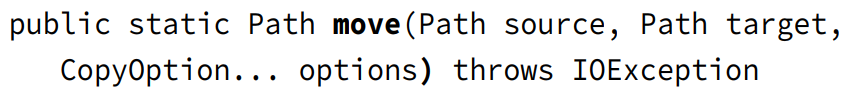 public static Path move(Path source, Path target,
CopyOption... options) throws IOException